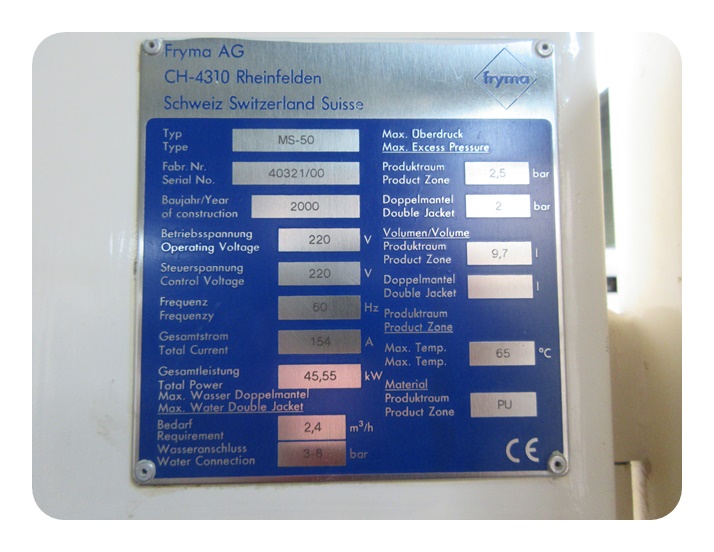 Fryma AG
CH-4310 Rheinfelden
Schweiz Switzerland Suisse
fryma
Typ
Type MS-50
Fabr. Nr.
Serial No. 40321/00
Baujahr/Year
of construction 2000
Betriebsspannung
Operating Voltage 220 V
Steuerspannung
Control Voltage 220 V
Frequenz
Frequenzy 60 Hz
Gesamtstrom
Total Current 154 A
Gesamtleistung
Total Power 45,55 kW
Max. Wasser Doppelmantel
Max. Water Double Jacket
Bedarf
Requirement 2,4 m³/h
Wasseranschluss
Water Connection 3-8 bar
Max. Überdruck
Max. Excess Pressure
Produktraum
Product Zone 2,5 bar
Doppelmantel
Double Jacket 2 bar
Volumen/Volume
Produktraum
Product Zone 9,7 l
Doppelmantel
Double Jacket l
Produktraum
Product Zone
Max. Temp.
Max. Temp. 65 °C
Material
Produktraum
Product Zone PU
CE